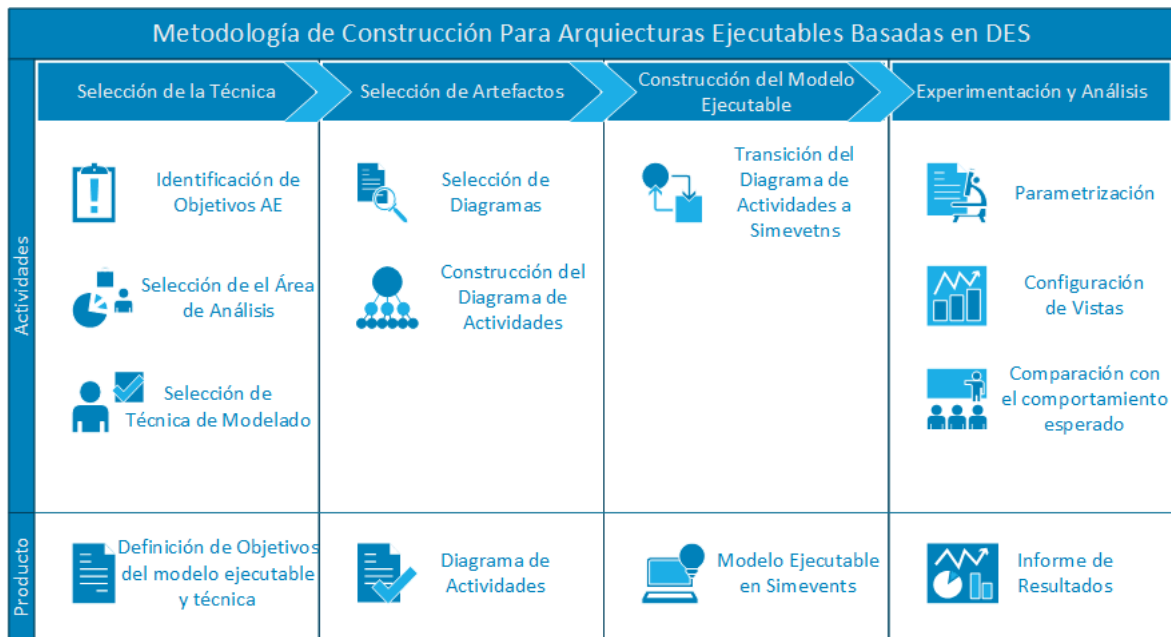 Metodología de Construcción Para Arquiecturas Ejecutables Basadas en DES
Actividades
Selección de la Técnica
Selección de Artefactos
Construcción del Modelo
Ejecutable
Experimentación y Análisis
Identificación de
Objetivos AE
Selección de el Área
de Análisis
Selección de
Técnica de Modelado
Selección de
Diagramas
Construcción del
Diagrama de
Actividades
Transición del
Diagrama de
Actividades a
Simevetns
Parametrización
Configuración
de Vistas
Comparación con
el comportamiento
esperado
Producto
Definición de Objetivos
del modelo ejecutable
y técnica
Diagrama de
Actividades
Modelo Ejecutable
en Simevents
Informe de
Resultados